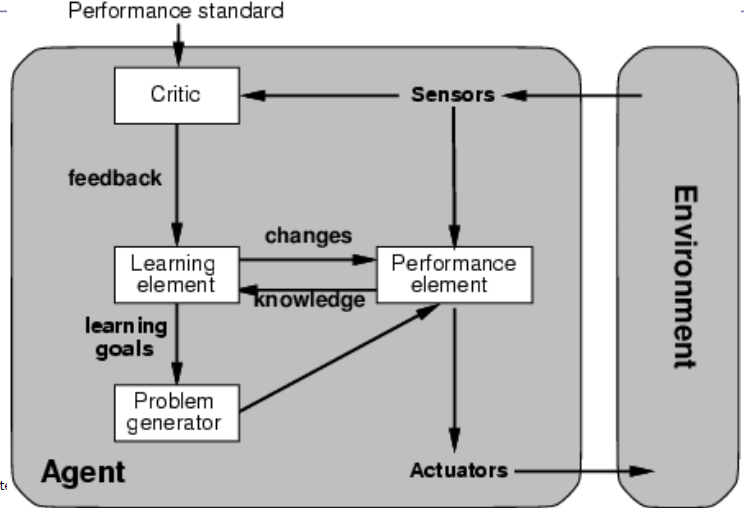 Performance standard
Critic
Sensors
feedback
changes
Learning
element
Performance
element
knowledge
learning
goals
Problem
generator
Agent
Actuators
Environment